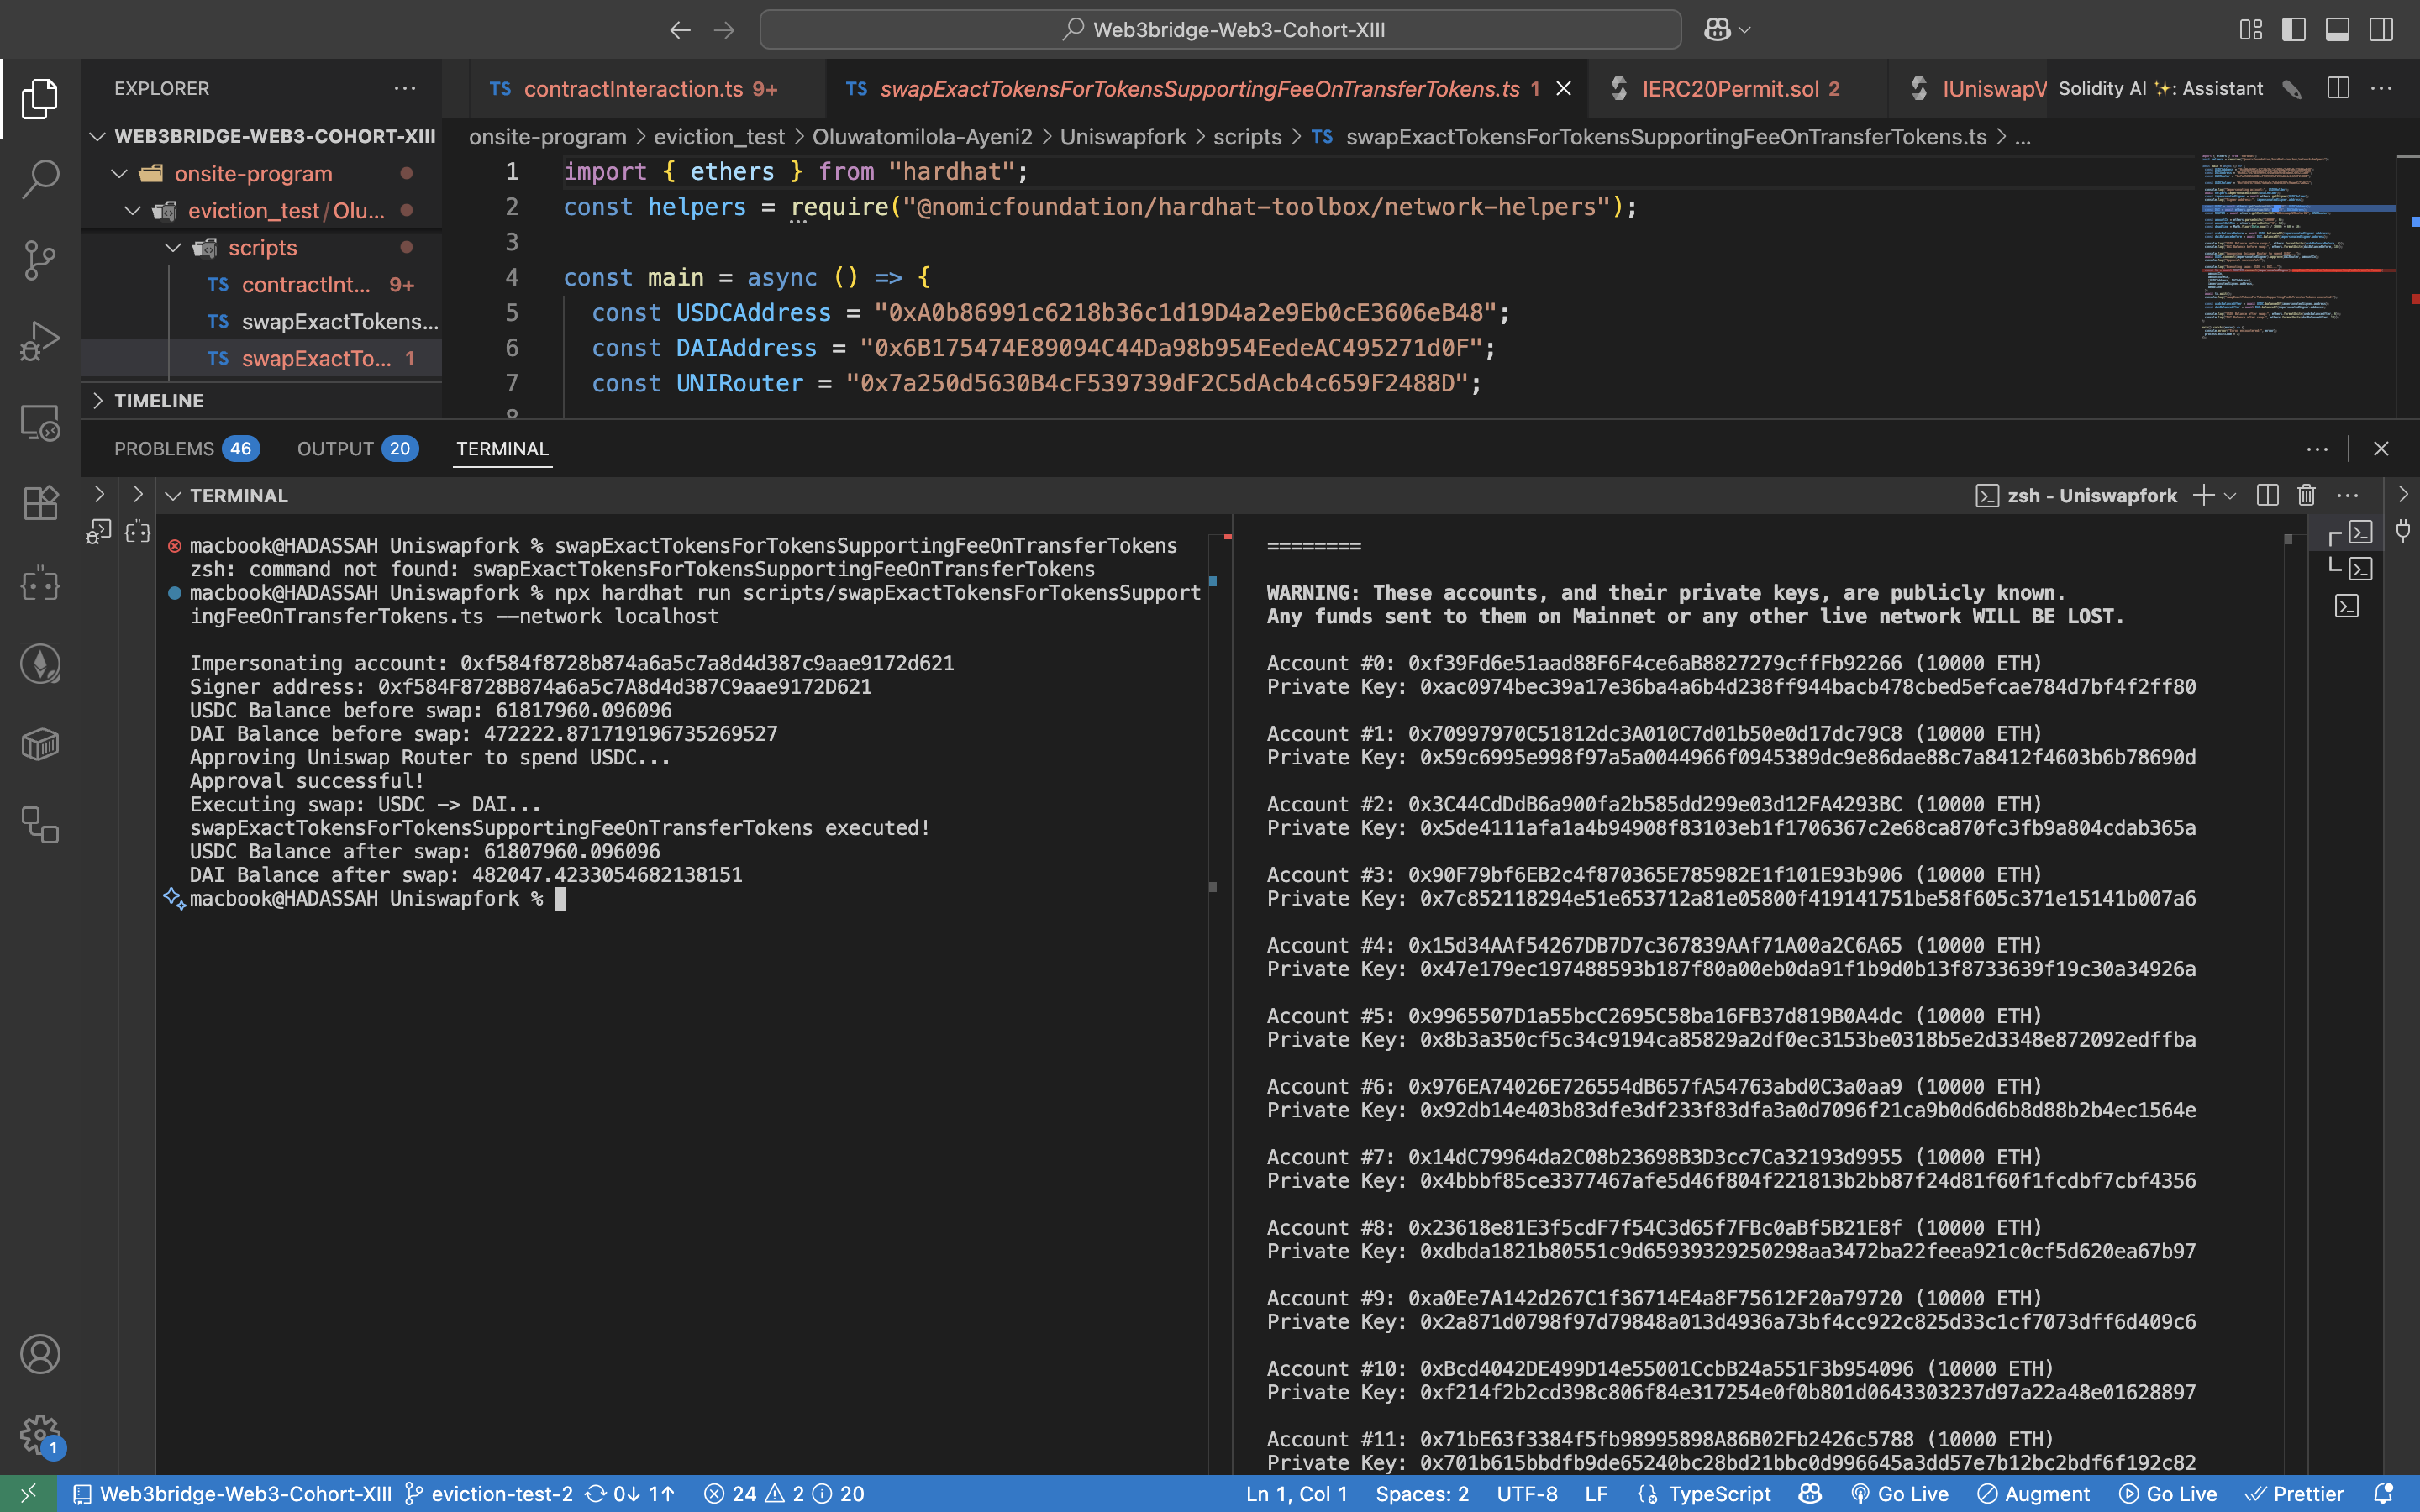 Web3bridge-Web3-Cohort-XIII
EXPLORER
WEB3BRIDGE-WEB3-COHORT-XIII
onsite-program
eviction_test/Olu...
scripts
TS contractInt... 9+
TS swapExactTokens...
TS swapExactTo... 1
TIMELINE
TS contractInteraction.ts 9+
TS swapExactTokensForTokensSupportingFeeOnTransferTokens.ts 1
IERC20Permit.sol 2
IUniswapV
Solidity AI ✨: Assistant
onsite-program > eviction_test > Oluwatomilola-Ayeni2 > Uniswapfork > scripts > TS swapExactTokensForTokensSupportingFeeOnTransferTokens.ts > ...
1 import { ethers } from "hardhat";
2 const helpers = require("@nomicfoundation/hardhat-toolbox/network-helpers");
3
4 const main = async () => {
5 const USDCAddress = "0xA0b86991c6218b36c1d19D4a2e9Eb0cE3606eB48";
6 const DAIAddress = "0x6B175474E89094C44Da98b954EedeAC495271d0F";
7 const UNIRouter = "0x7a250d5630B4cF539739dF2C5dAcb4c659F2488D";
8
PROBLEMS 46 OUTPUT 20 TERMINAL
TERMINAL
zsh - Uniswapfork
macbook@HADASSAH Uniswapfork % swapExactTokensForTokensSupportingFeeOnTransferTokens
zsh: command not found: swapExactTokensForTokensSupportingFeeOnTransferTokens
macbook@HADASSAH Uniswapfork % npx hardhat run scripts/swapExactTokensForTokensSupport
ingFeeOnTransferTokens.ts --network localhost
Impersonating account: 0xf584f8728b874a6a5c7a8d4d387c9aae9172d621
Signer address: 0xf584F8728B874a6a5c7A8d4d387C9aae9172D621
USDC Balance before swap: 61817960.096096
DAI Balance before swap: 472222.871719196735269527
Approving Uniswap Router to spend USDC...
Approval successful!
Executing swap: USDC -> DAI...
swapExactTokensForTokensSupportingFeeOnTransferTokens executed!
USDC Balance after swap: 61807960.096096
DAI Balance after swap: 482047.4233054682138151
macbook@HADASSAH Uniswapfork %
========
WARNING: These accounts, and their private keys, are publicly known.
Any funds sent to them on Mainnet or any other live network WILL BE LOST.
Account #0: 0xf39Fd6e51aad88F6F4ce6aB8827279cffFb92266 (10000 ETH)
Private Key: 0xac0974bec39a17e36ba4a6b4d238ff944bacb478cbed5efcae784d7bf4f2ff80
Account #1: 0x70997970C51812dc3A010C7d01b50e0d17dc79C8 (10000 ETH)
Private Key: 0x59c6995e998f97a5a0044966f0945389dc9e86dae88c7a8412f4603b6b78690d
Account #2: 0x3C44CdDdB6a900fa2b585dd299e03d12FA4293BC (10000 ETH)
Private Key: 0x5de4111afa1a4b94908f83103eb1f1706367c2e68ca870fc3fb9a804cdab365a
Account #3: 0x90F79bf6EB2c4f870365E785982E1f101E93b906 (10000 ETH)
Private Key: 0x7c852118294e51e653712a81e05800f419141751be58f605c371e15141b007a6
Account #4: 0x15d34AAf54267DB7D7c367839AAf71A00a2C6A65 (10000 ETH)
Private Key: 0x47e179ec197488593b187f80a00eb0da91f1b9d0b13f8733639f19c30a34926a
Account #5: 0x9965507D1a55bcC2695C58ba16FB37d819B0A4dc (10000 ETH)
Private Key: 0x8b3a350cf5c34c9194ca85829a2df0ec3153be0318b5e2d3348e872092edffba
Account #6: 0x976EA74026E726554dB657fA54763abd0C3a0aa9 (10000 ETH)
Private Key: 0x92db14e403b83dfe3df233f83dfa3a0d7096f21ca9b0d6d6b8d88b2b4ec1564e
Account #7: 0x14dC79964da2C08b23698B3D3cc7Ca32193d9955 (10000 ETH)
Private Key: 0x4bbbf85ce3377467afe5d46f804f221813b2bb87f24d81f60f1fcdbf7cbf4356
Account #8: 0x23618e81E3f5cdF7f54C3d65f7FBc0aBf5B21E8f (10000 ETH)
Private Key: 0xdbda1821b80551c9d65939329250298aa3472ba22feea921c0cf5d620ea67b97
Account #9: 0xa0Ee7A142d267C1f36714E4a8F75612F20a79720 (10000 ETH)
Private Key: 0x2a871d0798f97d79848a013d4936a73bf4cc922c825d33c1cf7073dff6d409c6
Account #10: 0xBcd4042DE499D14e55001CcbB24a551F3b954096 (10000 ETH)
Private Key: 0xf214f2b2cd398c806f84e317254e0f0b801d0643303237d97a22a48e01628897
Account #11: 0x71bE63f3384f5fb98995898A86B02Fb2426c5788 (10000 ETH)
Private Key: 0x701b615bbdfb9de65240bc28bd21bbc0d996645a3dd57e7b12bc2bdf6f192c82
1
Web3bridge-Web3-Cohort-XIII eviction-test-2 0↓ 1↑ 24 2 20
Ln 1, Col 1 Spaces: 2 UTF-8 LF TypeScript Go Live Augment Go Live Prettier